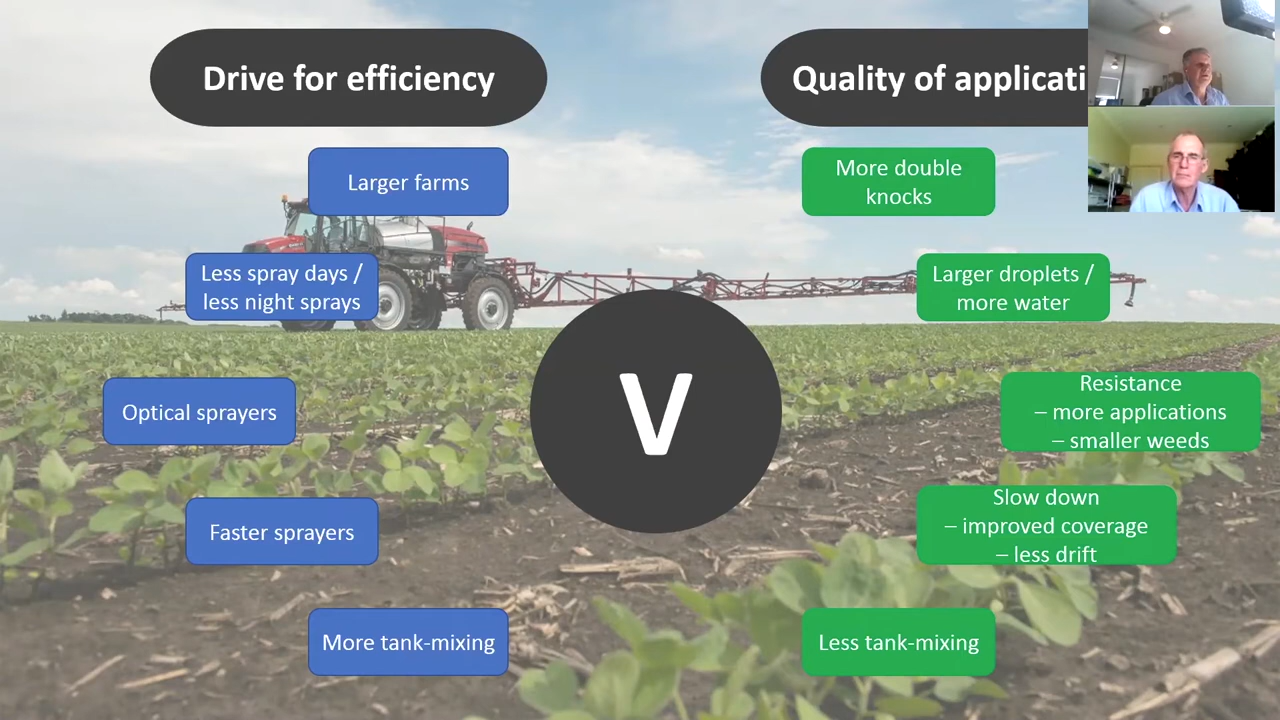 Drive for efficiency
Larger farms
Less spray days /
less night sprays
Optical sprayers
Faster sprayers
More tank-mixing
V
Quality of applicati
More double
knocks
Larger droplets /
more water
Resistance
– more applications
– smaller weeds
Slow down
– improved coverage
– less drift
Less tank-mixing